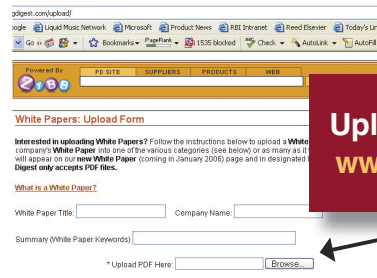 gdigest.com/upload/
oogle Liquid Music Network Microsoft Product News RBI Intranet Reed Elsevier Today's Lin
Go Bookmarks PageRank 1535 blocked Check AutoLink AutoFill
Powered By
ZIBB
PD SITE SUPPLIERS PRODUCTS WEB
White Papers: Upload Form
Interested in uploading White Papers? Follow the instructions below to upload a White
company's White Paper into one of the various categories (see below) or as many as it
will appear on our new White Paper (coming in January 2006) page and in designated
Digest only accepts PDF files.
What is a White Paper?
White Paper Title: Company Name:
Summary (White Paper Keywords)
* Upload PDF Here: Browse...
Upl
ww